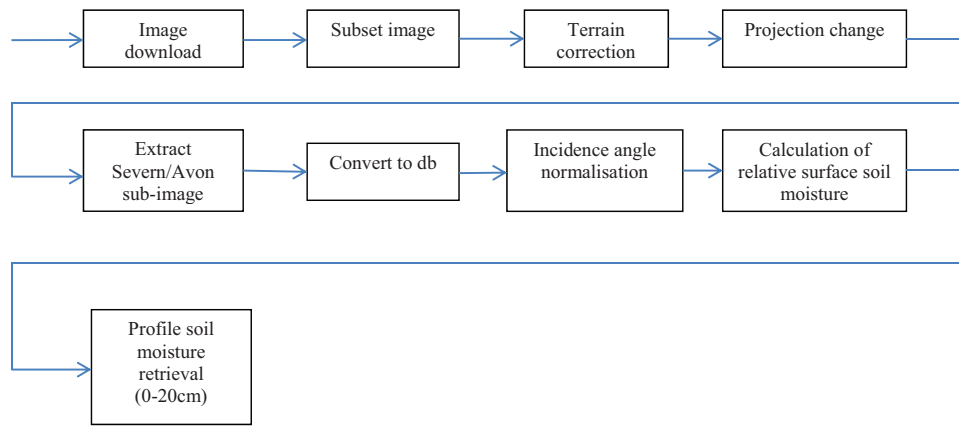 Image
download
Subset image
Terrain
correction
Projection change
Extract
Severn/Avon
sub-image
Convert to db
Incidence angle
normalisation
Calculation of
relative surface soil
moisture
Profile soil
moisture
retrieval
(0-20cm)